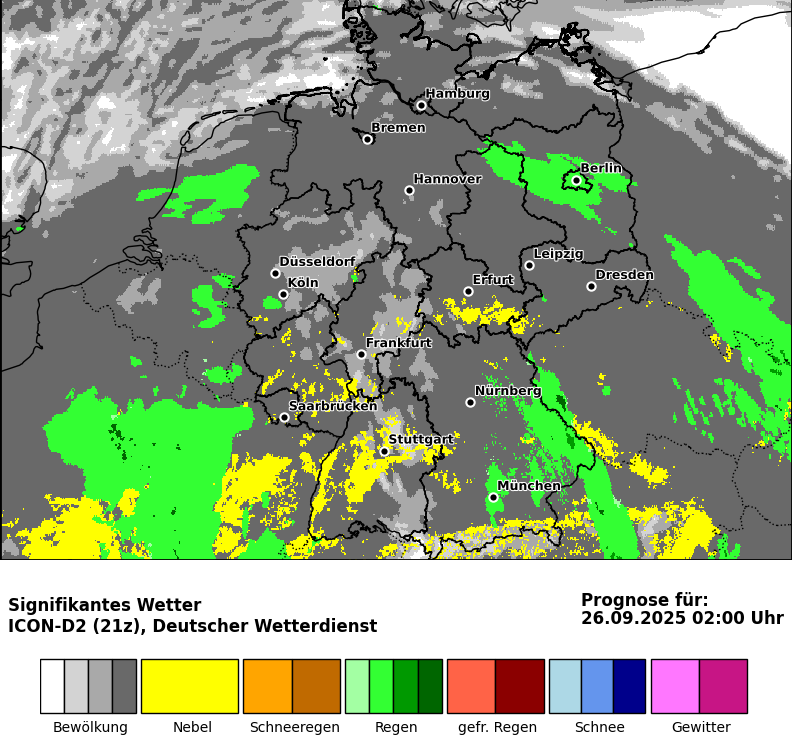 Hamburg
Bremen
Berlin
Hannover
Düsseldorf
Leipzig
Köln
Erfurt
Dresden
Frankfurt
Nürnberg
Saarbrücken
Stuttgart
München
Signifikantes Wetter
ICON-D2 (21z), Deutscher Wetterdienst
Prognose für:
26.09.2025 02:00 Uhr
Bewölkung
Nebel
Schneeregen
Regen
gefr. Regen
Schnee
Gewitter